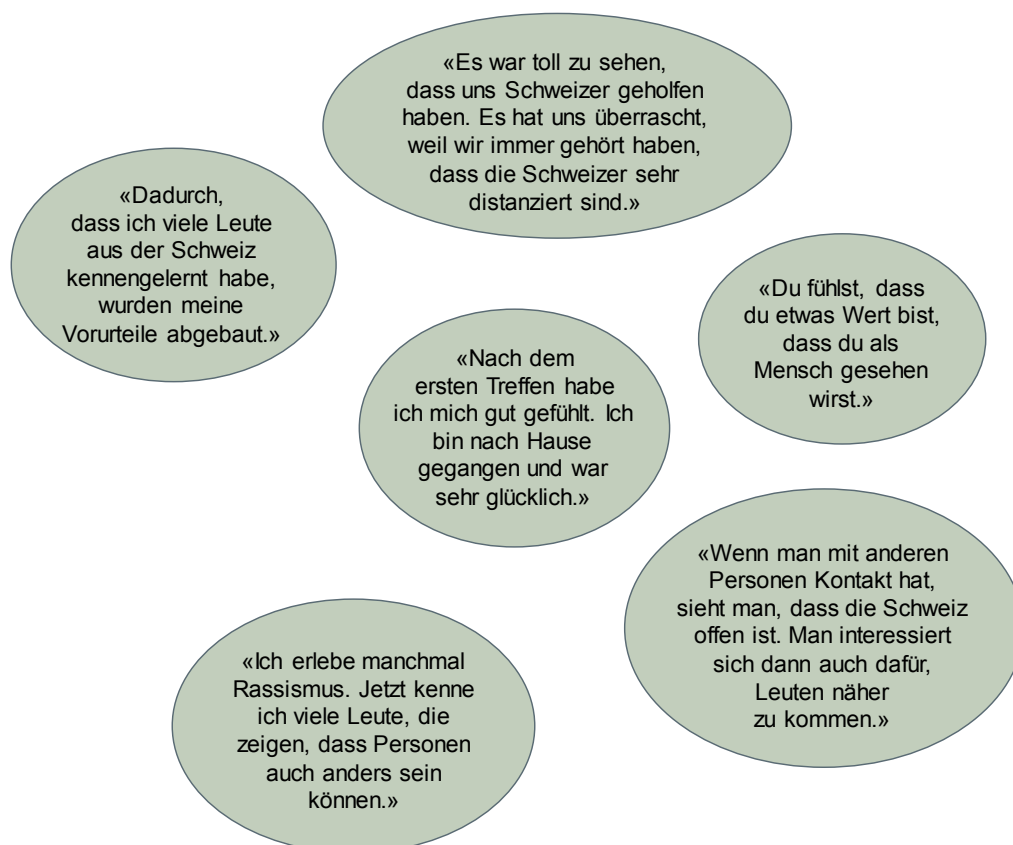 «Es war toll zu sehen,
dass uns Schweizer geholfen
haben. Es hat uns überrascht,
weil wir immer gehört haben,
dass die Schweizer sehr
distanziert sind.»
«Dadurch,
dass ich viele Leute
aus der Schweiz
kennengelernt habe,
wurden meine
Vorurteile abgebaut.»
«Du fühlst, dass
du etwas Wert bist,
dass du als
Mensch gesehen
wirst.»
«Nach dem
ersten Treffen habe
ich mich gut gefühlt. Ich
bin nach Hause
gegangen und war
sehr glücklich.»
«Wenn man mit anderen
Personen Kontakt hat,
sieht man, dass die Schweiz
offen ist. Man interessiert
sich dann auch dafür,
Leuten näher
zu kommen.»
«Ich erlebe manchmal
Rassismus. Jetzt kenne
ich viele Leute, die
zeigen, dass Personen
auch anders sein
können.»